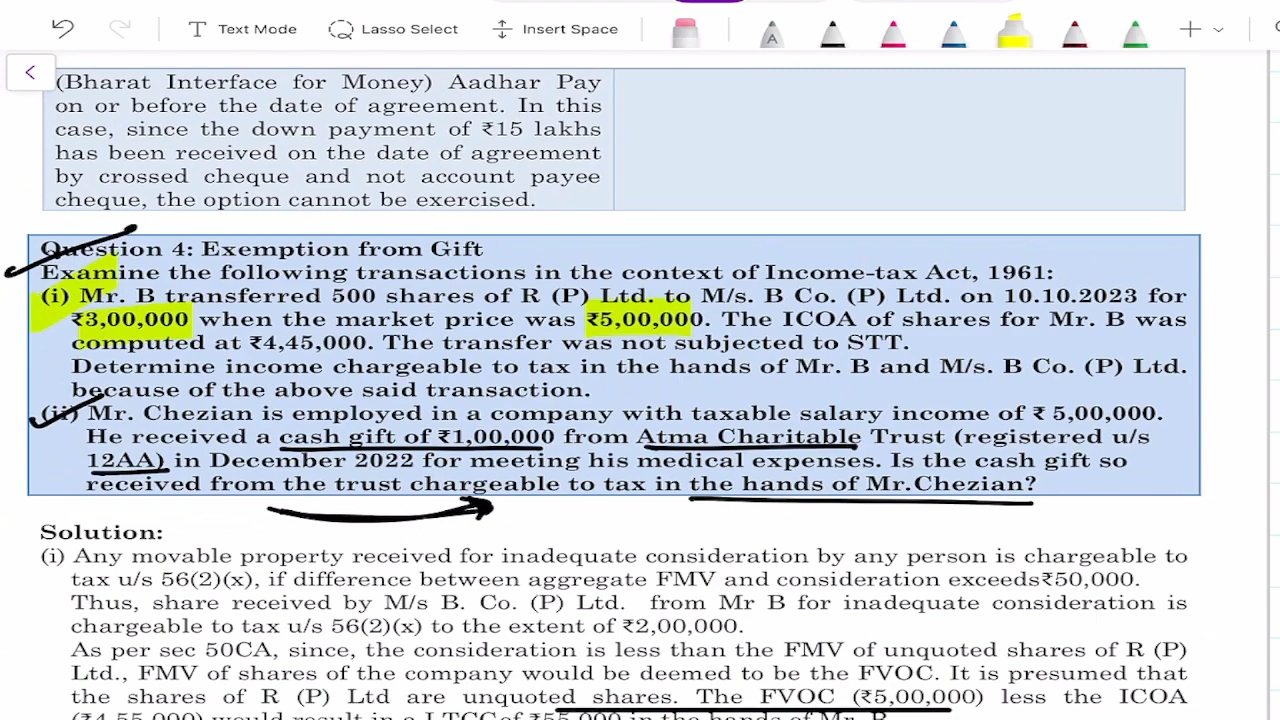 Text Mode
Lasso Select
Insert Space
(Bharat Interface for Money) Aadhar Pay
on or before the date of agreement. In this
case, since the down payment of ₹15 lakhs
has been received on the date of agreement
by crossed cheque and not account payee
cheque, the option cannot be exercised.
Question 4: Exemption from Gift
Examine the following transactions in the context of Income-tax Act, 1961:
(i) Mr. B transferred 500 shares of R (P) Ltd. to M/s. B Co. (P) Ltd. on 10.10.2023 for
₹3,00,000 when the market price was ₹5,00,000. The ICOA of shares for Mr. B was
computed at ₹4,45,000. The transfer was not subjected to STT.
Determine income chargeable to tax in the hands of Mr. B and M/s. B Co. (P) Ltd.
because of the above said transaction.
(ii) Mr. Chezian is employed in a company with taxable salary income of ₹ 5,00,000.
He received a cash gift of ₹1,00,000 from Atma Charitable Trust (registered u/s
12AA) in December 2022 for meeting his medical expenses. Is the cash gift so
received from the trust chargeable to tax in the hands of Mr.Chezian?
Solution:
(i) Any movable property received for inadequate consideration by any person is chargeable to
tax u/s 56(2)(x), if difference between aggregate FMV and consideration exceeds₹50,000.
Thus, share received by M/s B. Co. (P) Ltd. from Mr B for inadequate consideration is
chargeable to tax u/s 56(2)(x) to the extent of ₹2,00,000.
As per sec 50CA, since, the consideration is less than the FMV of unquoted shares of R (P)
Ltd., FMV of shares of the company would be deemed to be the FVOC. It is presumed that
the shares of R (P) Ltd are unquoted shares. The FVOC (₹5,00,000) less the ICOA
(₹4,55,000) would result in a LTCG of ₹55,000 in the hands of Mr. B.